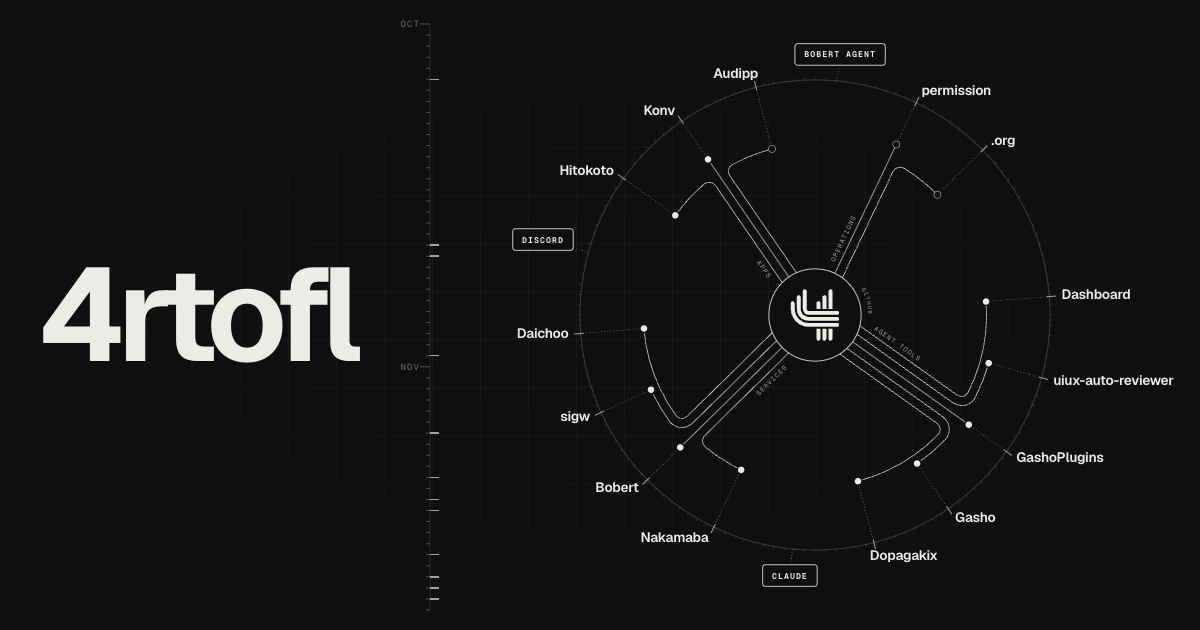 OCT
BOBERT AGENT
Audipp
permission
Konv
.org
Hitokoto
OPERATIONS
DISCORD
APPS
4rtofl
GITHUB
Dashboard
Daichoo
AGENT TOOLS
NOV
SERVICES
uiux-auto-reviewer
sigw
GashoPlugins
Bobert
Gasho
Nakamaba
Dopagakix
CLAUDE